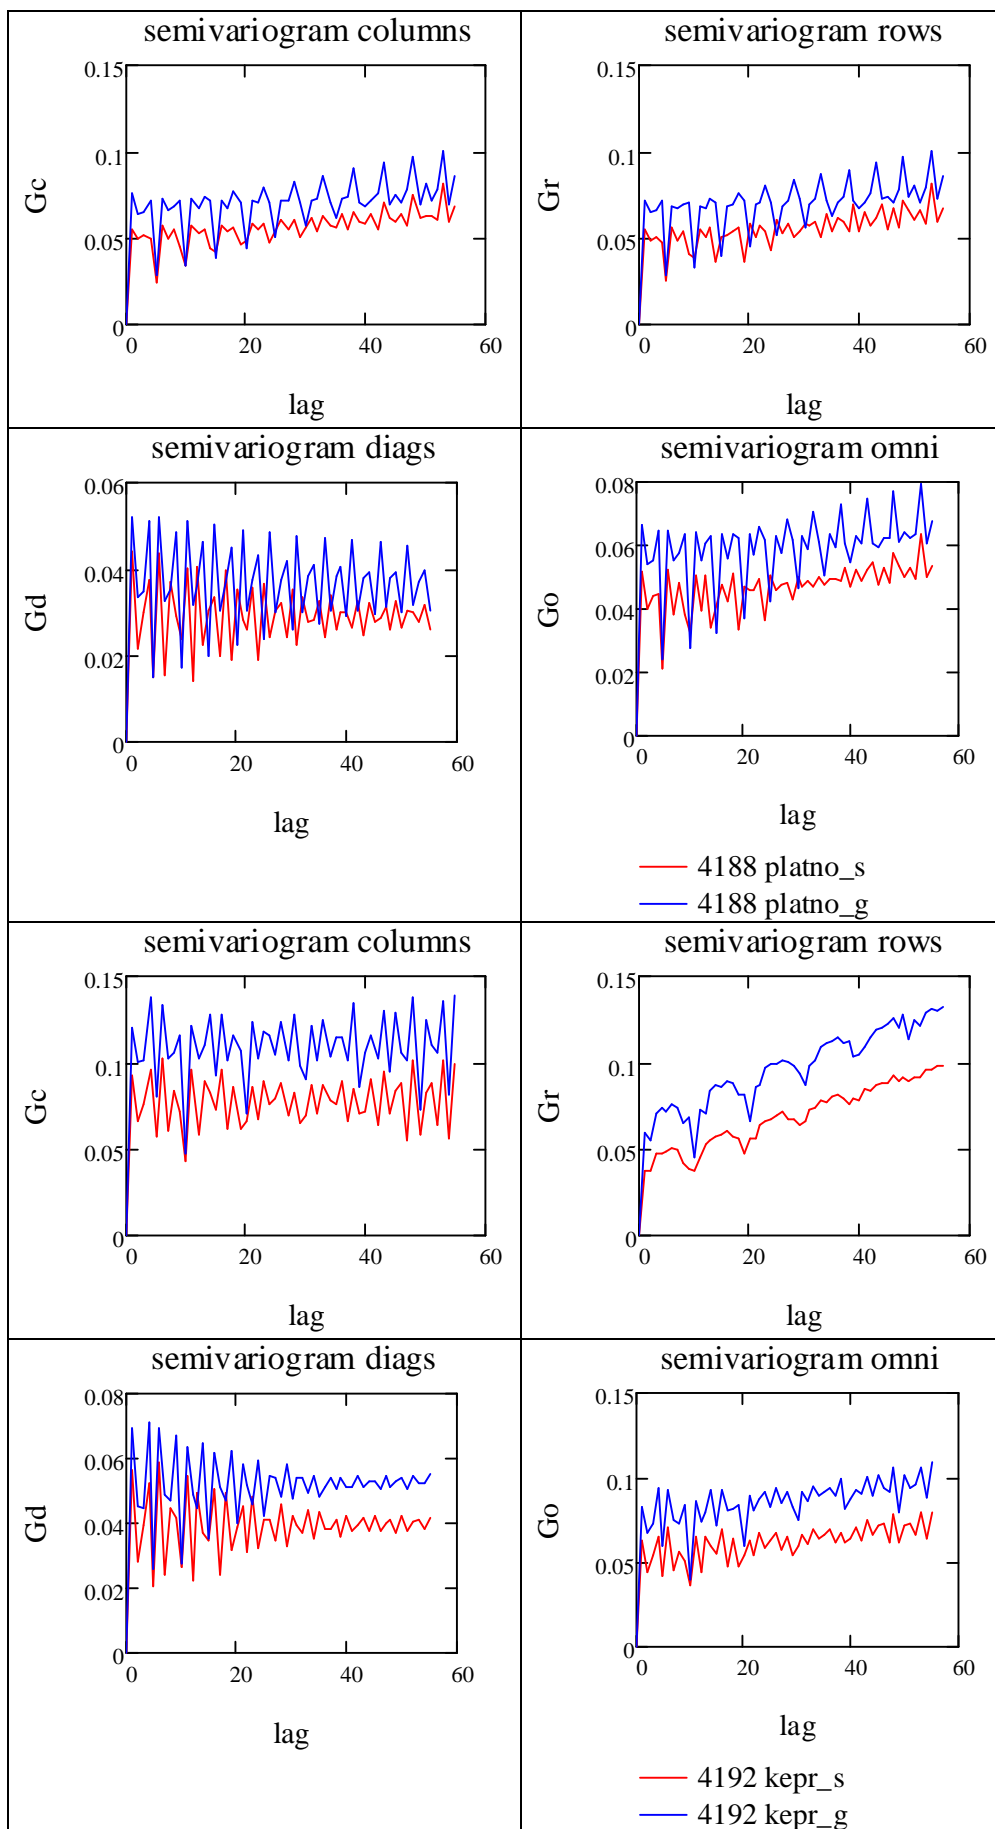 semivariogram columns
0.15
0.1
Gc
0.05
0
0 20 40 60
lag
semivariogram rows
0.15
0.1
Gr
0.05
0
0 20 40 60
lag
semivariogram diags
0.06
0.04
Gd
0.02
0
0 20 40 60
lag
semivariogram omni
0.08
0.06
Go
0.04
0.02
0
0 20 40 60
lag
4188 platno_s
4188 platno_g
semivariogram columns
0.15
0.1
Gc
0.05
0
0 20 40 60
lag
semivariogram rows
0.15
0.1
Gr
0.05
0
0 20 40 60
lag
semivariogram diags
0.08
0.06
Gd
0.04
0.02
0
0 20 40 60
lag
semivariogram omni
0.15
0.1
Go
0.05
0
0 20 40 60
lag
4192 kepr_s
4192 kepr_g